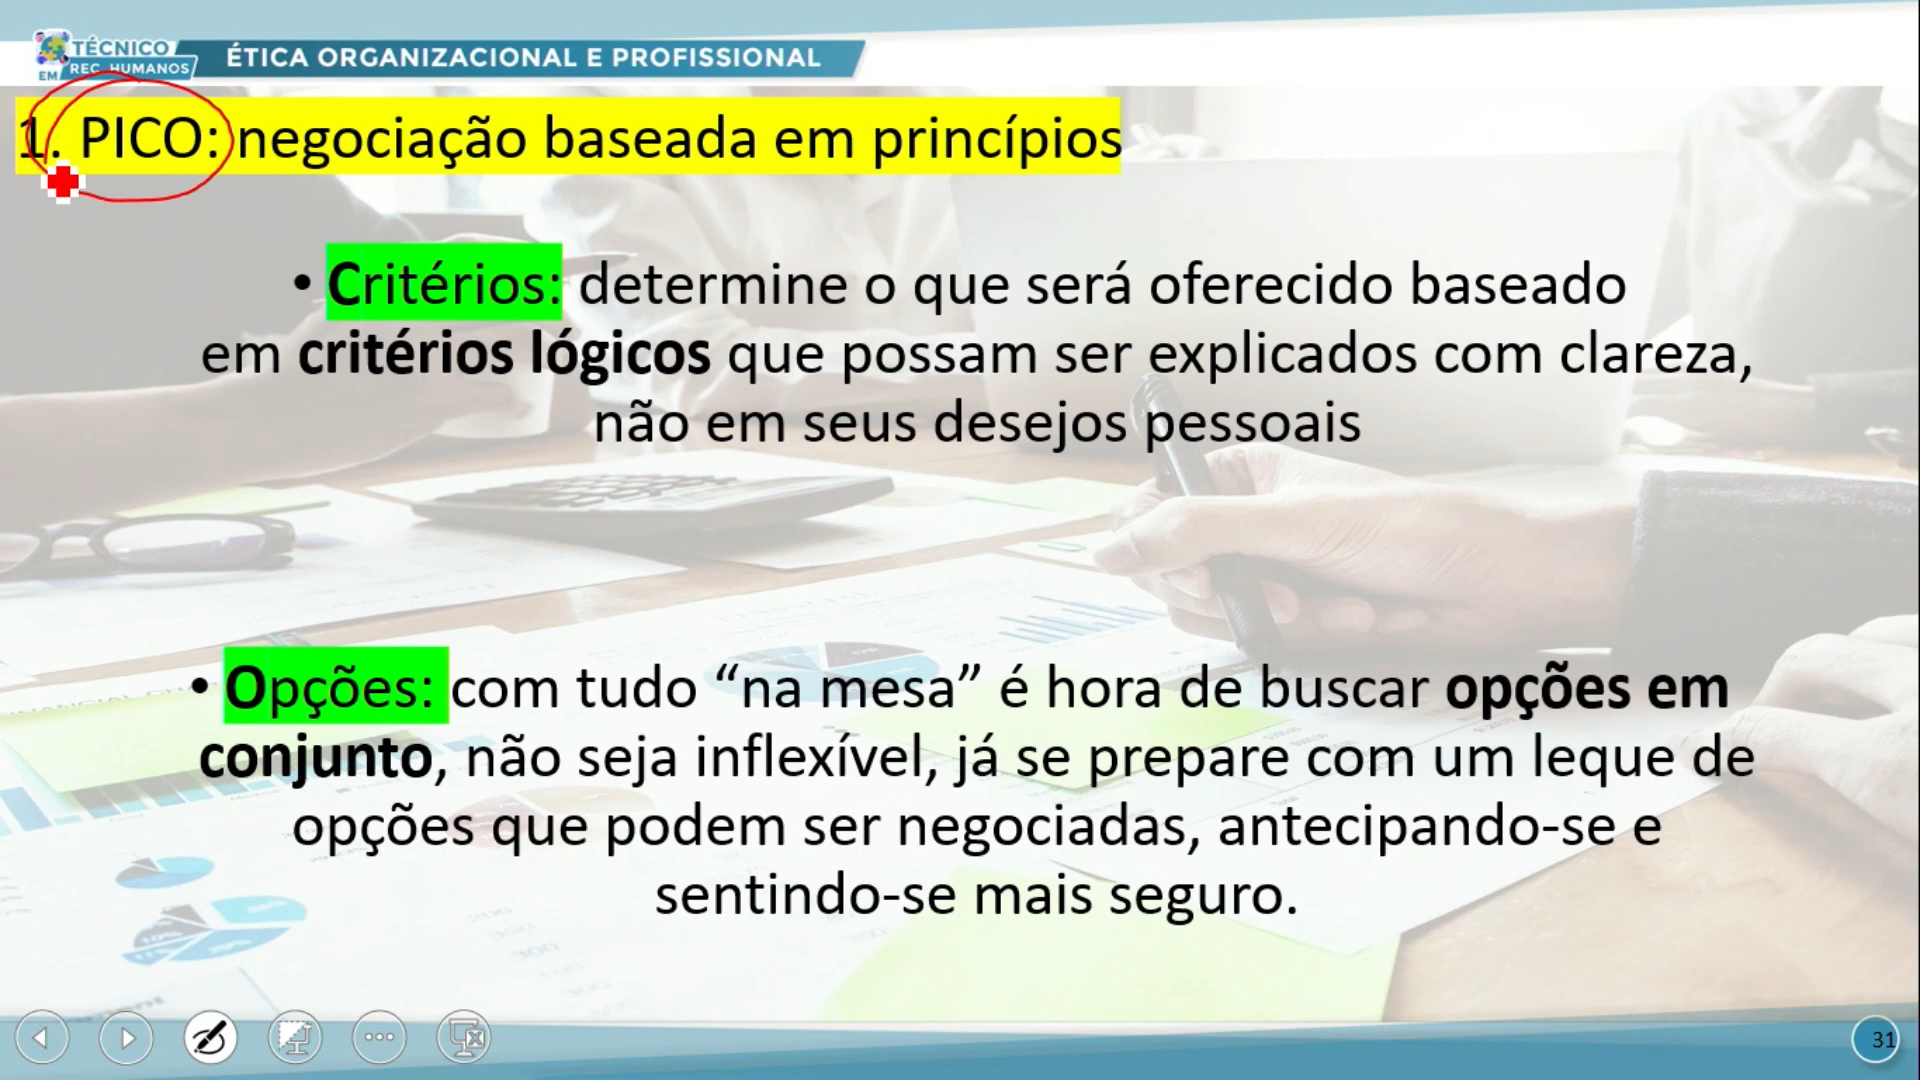 TÉCNICO
EM REC. HUMANOS
ÉTICA ORGANIZACIONAL E PROFISSIONAL
1. PICO: negociação baseada em princípios
• Critérios: determine o que será oferecido baseado
em critérios lógicos que possam ser explicados com clareza,
não em seus desejos pessoais
• Opções: com tudo “na mesa” é hora de buscar opções em
conjunto, não seja inflexível, já se prepare com um leque de
opções que podem ser negociadas, antecipando-se e
sentindo-se mais seguro.
31